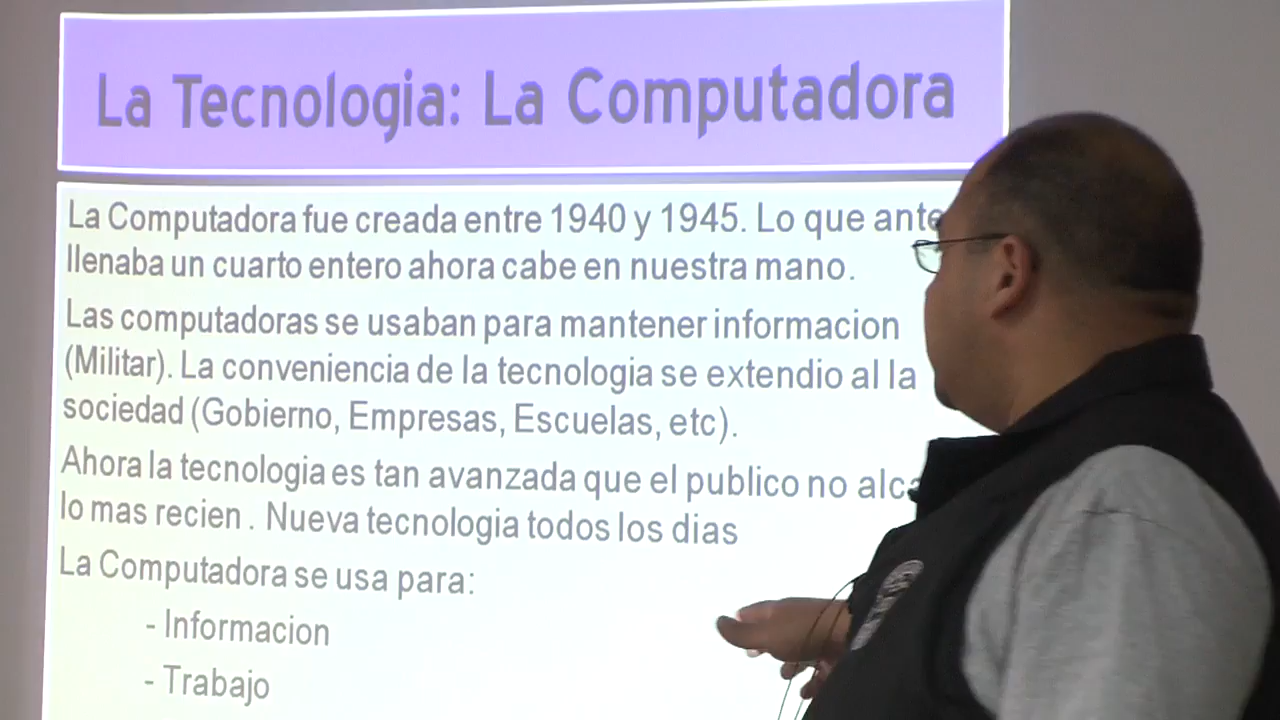 La Tecnologia: La Computadora
La Computadora fue creada entre 1940 y 1945. Lo que
llenaba un cuarto entero ahora cabe en nuestra mano.
Las computadoras se usaban para mantener informacion
(Militar). La conveniencia de la tecnologia se extendio al la
sociedad (Gobierno, Empresas, Escuelas, etc).
Ahora la tecnologia es tan avanzada que el publico no
lo mas recien . Nueva tecnologia todos los dias
La Computadora se usa para:
- Informacion
- Trabajo